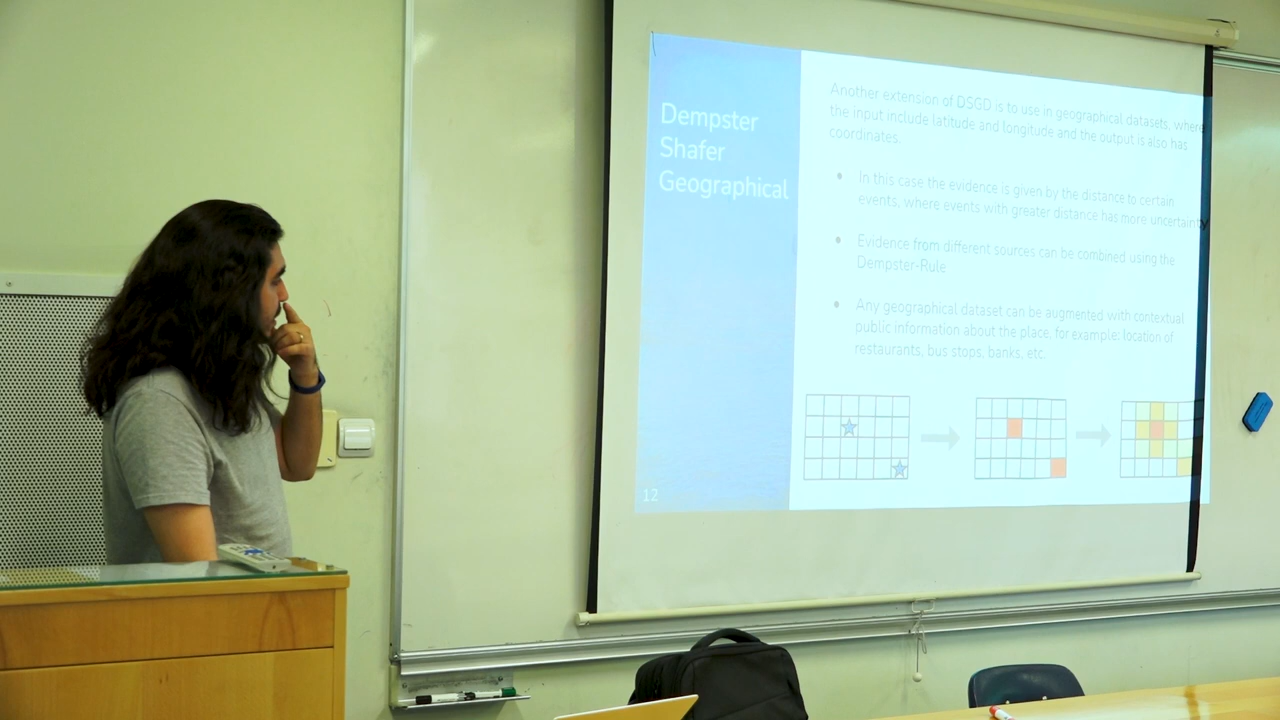 Dempster
Shafer
Geographical
Another extension of DSGD is to use in geographical datasets, where
the input include latitude and longitude and the output is also has
coordinates.
• In this case the evidence is given by the distance to certain
events, where events with greater distance has more uncertainty
• Evidence from different sources can be combined using the
Dempster-Rule
• Any geographical dataset can be augmented with contextual
public information about the place, for example: location of
restaurants, bus stops, banks, etc.
12